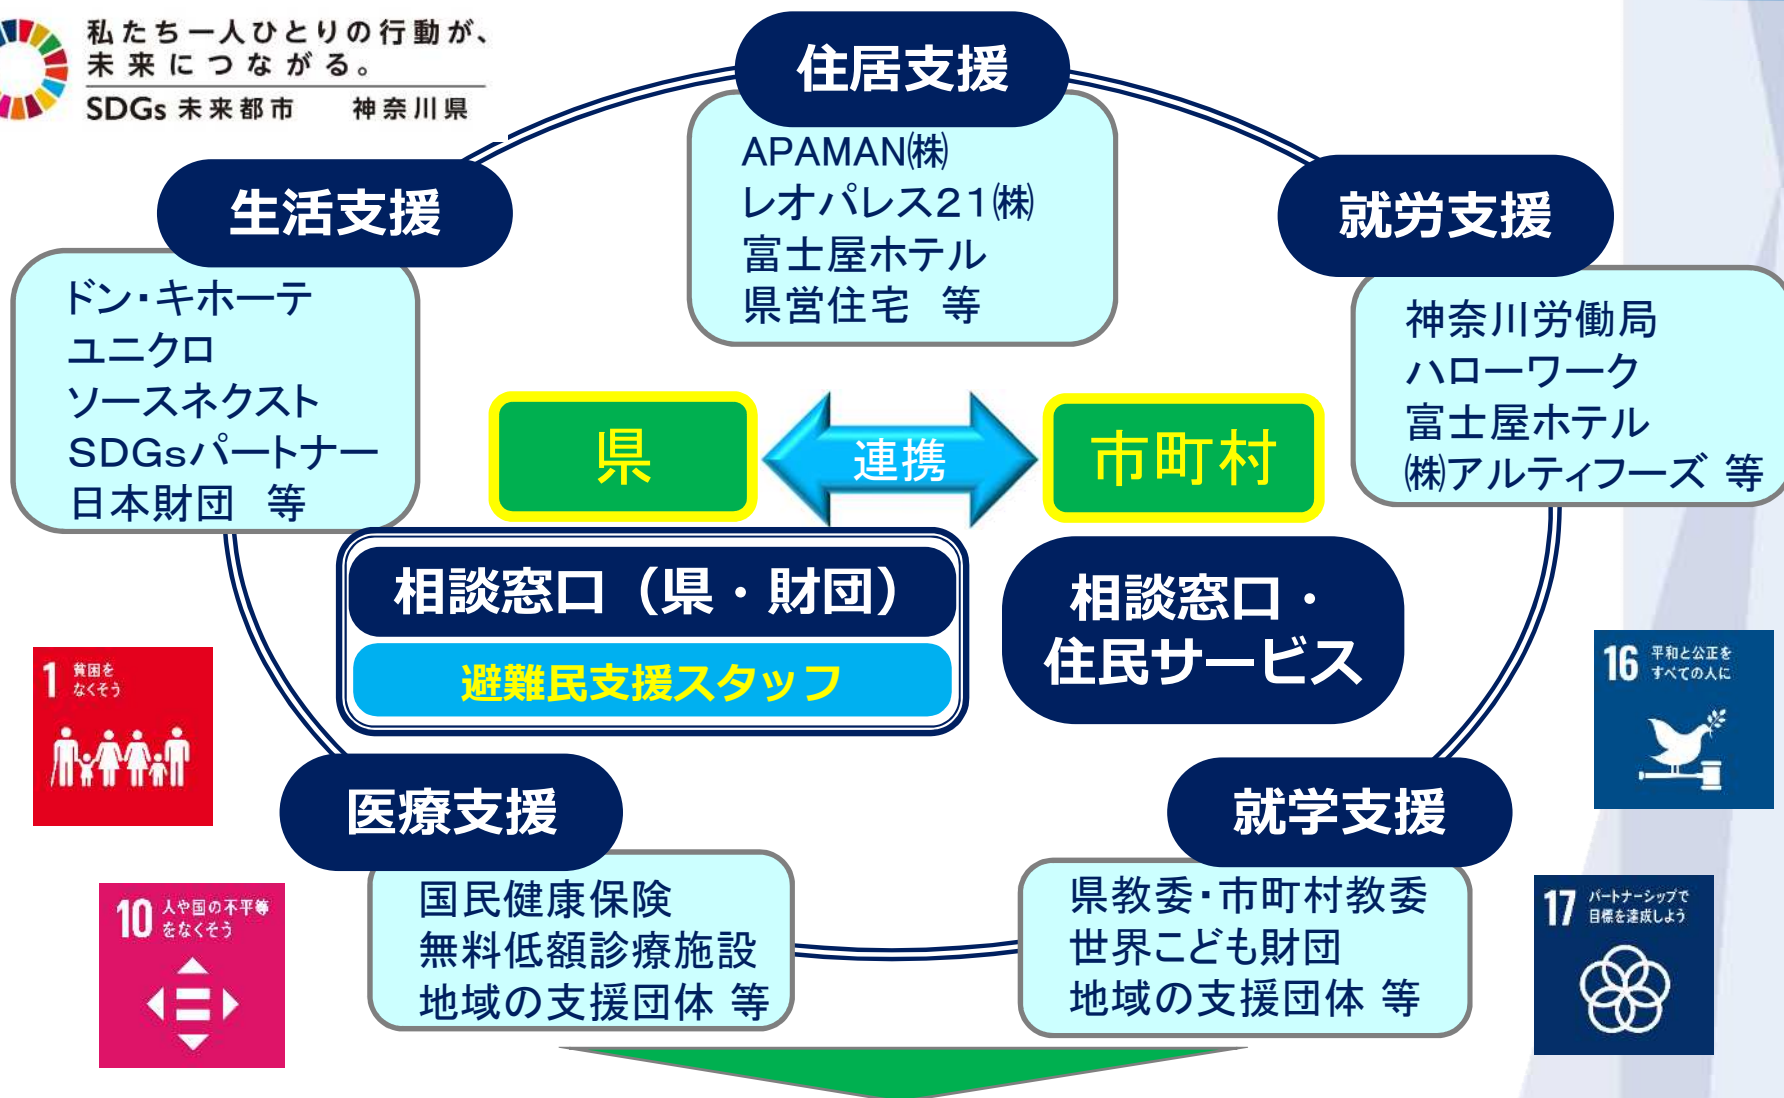 私たち一人ひとりの行動が、
未来につながる。
SDGs 未来都市　神奈川県
住居支援
APAMAN㈱
レオパレス21㈱
富士屋ホテル
県営住宅　等
生活支援
ドン・キホーテ
ユニクロ
ソースネクスト
SDGsパートナー
日本財団　等
就労支援
神奈川労働局
ハローワーク
富士屋ホテル
㈱アルティフーズ 等
県
連携
市町村
相談窓口（県・財団）
避難民支援スタッフ
相談窓口・
住民サービス
1 貧困を
なくそう
16 平和と公正を
すべての人に
医療支援
国民健康保険
無料低額診療施設
地域の支援団体 等
就学支援
県教委・市町村教委
世界こども財団
地域の支援団体 等
10 人や国の不平等
をなくそう
17 パートナーシップで
目標を達成しよう